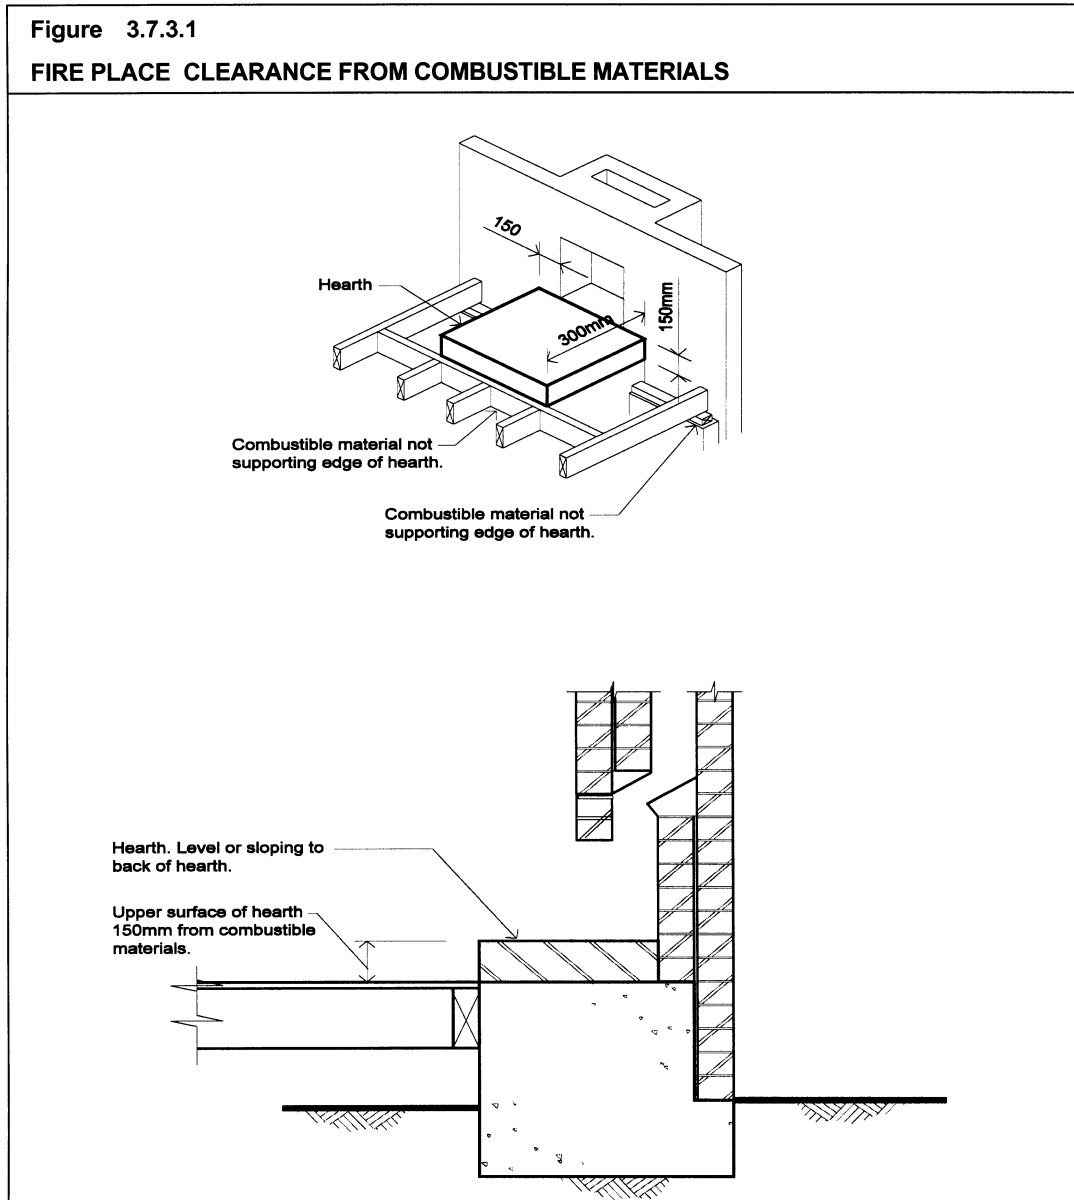 Figure 3.7.3.1
FIRE PLACE CLEARANCE FROM COMBUSTIBLE MATERIALS
150
Hearth
300mm
150mm
Combustible material not
supporting edge of hearth.
Combustible material not
supporting edge of hearth.
Hearth. Level or sloping to
back of hearth.
Upper surface of hearth
150mm from combustible
materials.